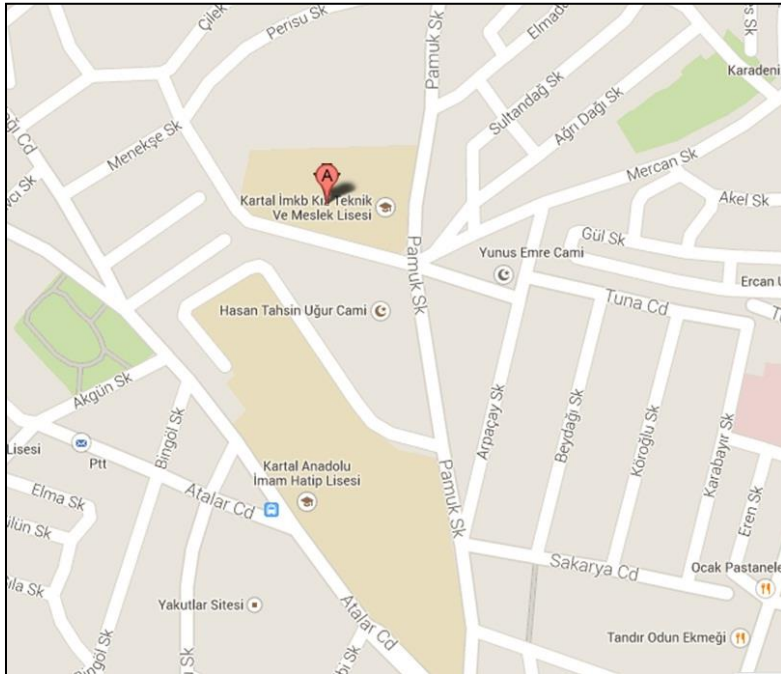 Çilek
Perisu Sk
Pamuk Sk
Elmada
Sultandağ Sk
Ağrı Dağı Sk
Karadeni
Menekşe Sk
Mercan Sk
A
Kartal İmkb Kız Teknik
Ve Meslek Lisesi
Akel Sk
Gül Sk
Pamuk Sk
Yunus Emre Cami
Ercan U
Hasan Tahsin Uğur Cami
Tuna Cd
Akgün Sk
Arpaçay Sk
Beydağı Sk
Köroğlu Sk
Karabayır Sk
Lisesi
Ptt
Bingöl Sk
Kartal Anadolu
İmam Hatip Lisesi
Pamuk Sk
Elma Sk
Atalar Cd
Eren Sk
Sakarya Cd
Ocak Pastanele
Yakutlar Sitesi
Atalar Cd
Tandır Odun Ekmeği
Bingöl Sk